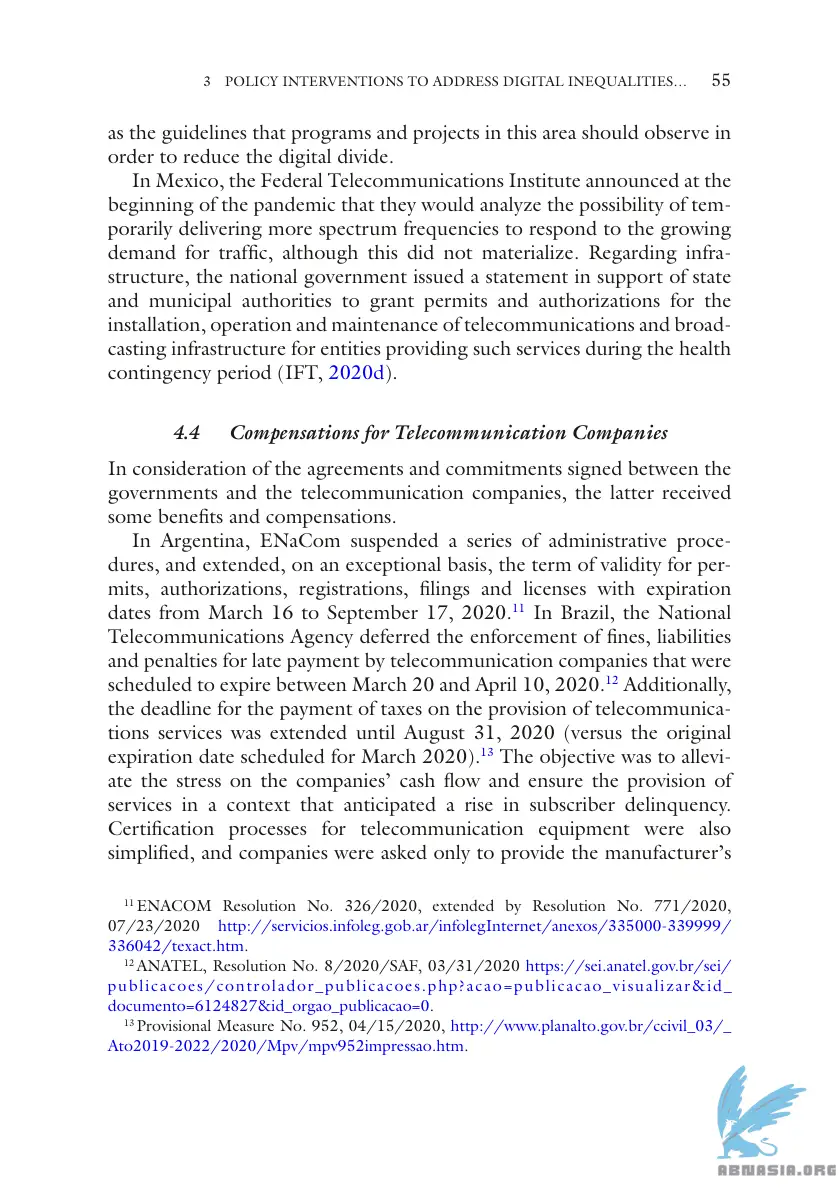 3 POLICY INTERVENTIONS TO ADDRESS DIGITAL INEQUALITIES… 55
as the guidelines that programs and projects in this area should observe in
order to reduce the digital divide.
In Mexico, the Federal Telecommunications Institute announced at the
beginning of the pandemic that they would analyze the possibility of tem-
porarily delivering more spectrum frequencies to respond to the growing
demand for traffic, although this did not materialize. Regarding infra-
structure, the national government issued a statement in support of state
and municipal authorities to grant permits and authorizations for the
installation, operation and maintenance of telecommunications and broad-
casting infrastructure for entities providing such services during the health
contingency period (IFT, 2020d).
4.4 Compensations for Telecommunication Companies
In consideration of the agreements and commitments signed between the
governments and the telecommunication companies, the latter received
some benefits and compensations.
In Argentina, ENaCom suspended a series of administrative proce-
dures, and extended, on an exceptional basis, the term of validity for per-
mits, authorizations, registrations, filings and licenses with expiration
dates from March 16 to September 17, 2020.¹¹ In Brazil, the National
Telecommunications Agency deferred the enforcement of fines, liabilities
and penalties for late payment by telecommunication companies that were
scheduled to expire between March 20 and April 10, 2020.¹² Additionally,
the deadline for the payment of taxes on the provision of telecommunica-
tions services was extended until August 31, 2020 (versus the original
expiration date scheduled for March 2020).¹³ The objective was to allevi-
ate the stress on the companies’ cash flow and ensure the provision of
services in a context that anticipated a rise in subscriber delinquency.
Certification processes for telecommunication equipment were also
simplified, and companies were asked only to provide the manufacturer’s
¹¹ ENACOM Resolution No. 326/2020, extended by Resolution No. 771/2020,
07/23/2020 http://servicios.infoleg.gob.ar/infolegInternet/anexos/335000-339999/
336042/texact.htm.
¹² ANATEL, Resolution No. 8/2020/SAF, 03/31/2020 https://sei.anatel.gov.br/sei/
publicacoes/controlador_publicacoes.php?acao=publicacao_visualizar&id_
documento=6124827&id_orgao_publicacao=0.
¹³ Provisional Measure No. 952, 04/15/2020, http://www.planalto.gov.br/ccivil_03/_
Ato2019-2022/2020/Mpv/mpv952impressao.htm.
ABNASIA.ORG